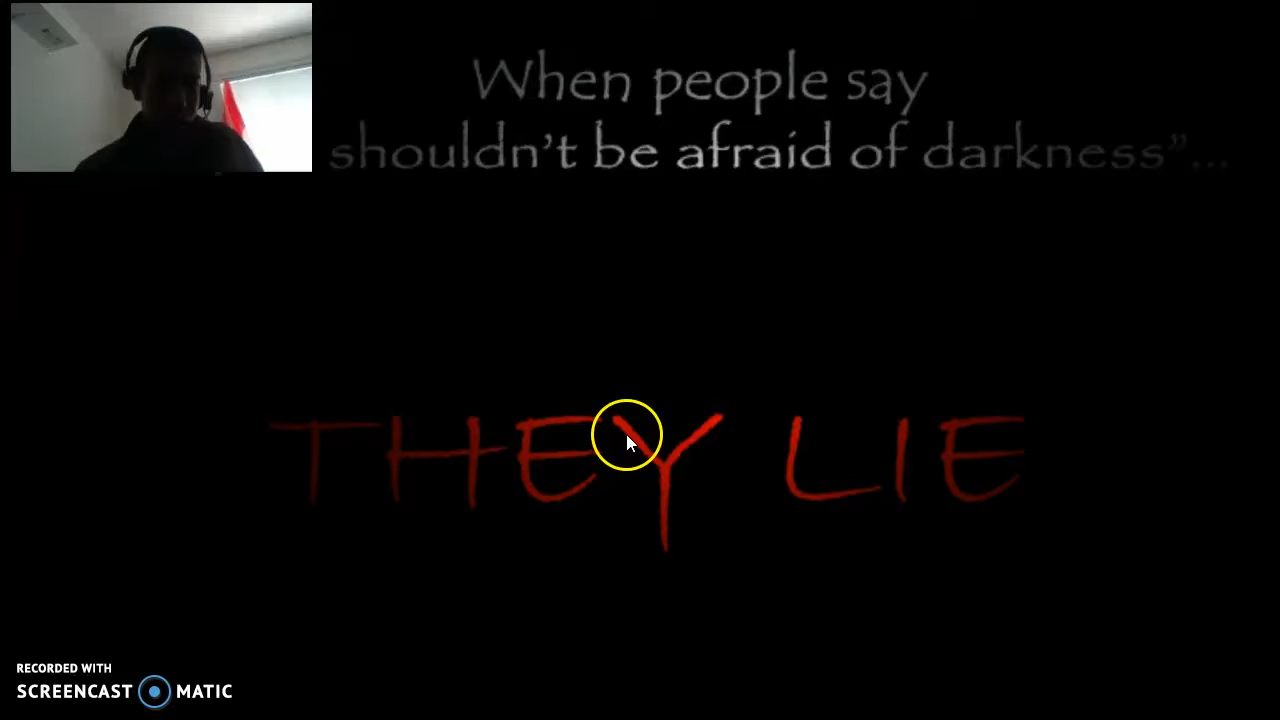 When people say
shouldn't be afraid of darkness”...
THEY LIE
RECORDED WITH
SCREENCAST MATIC